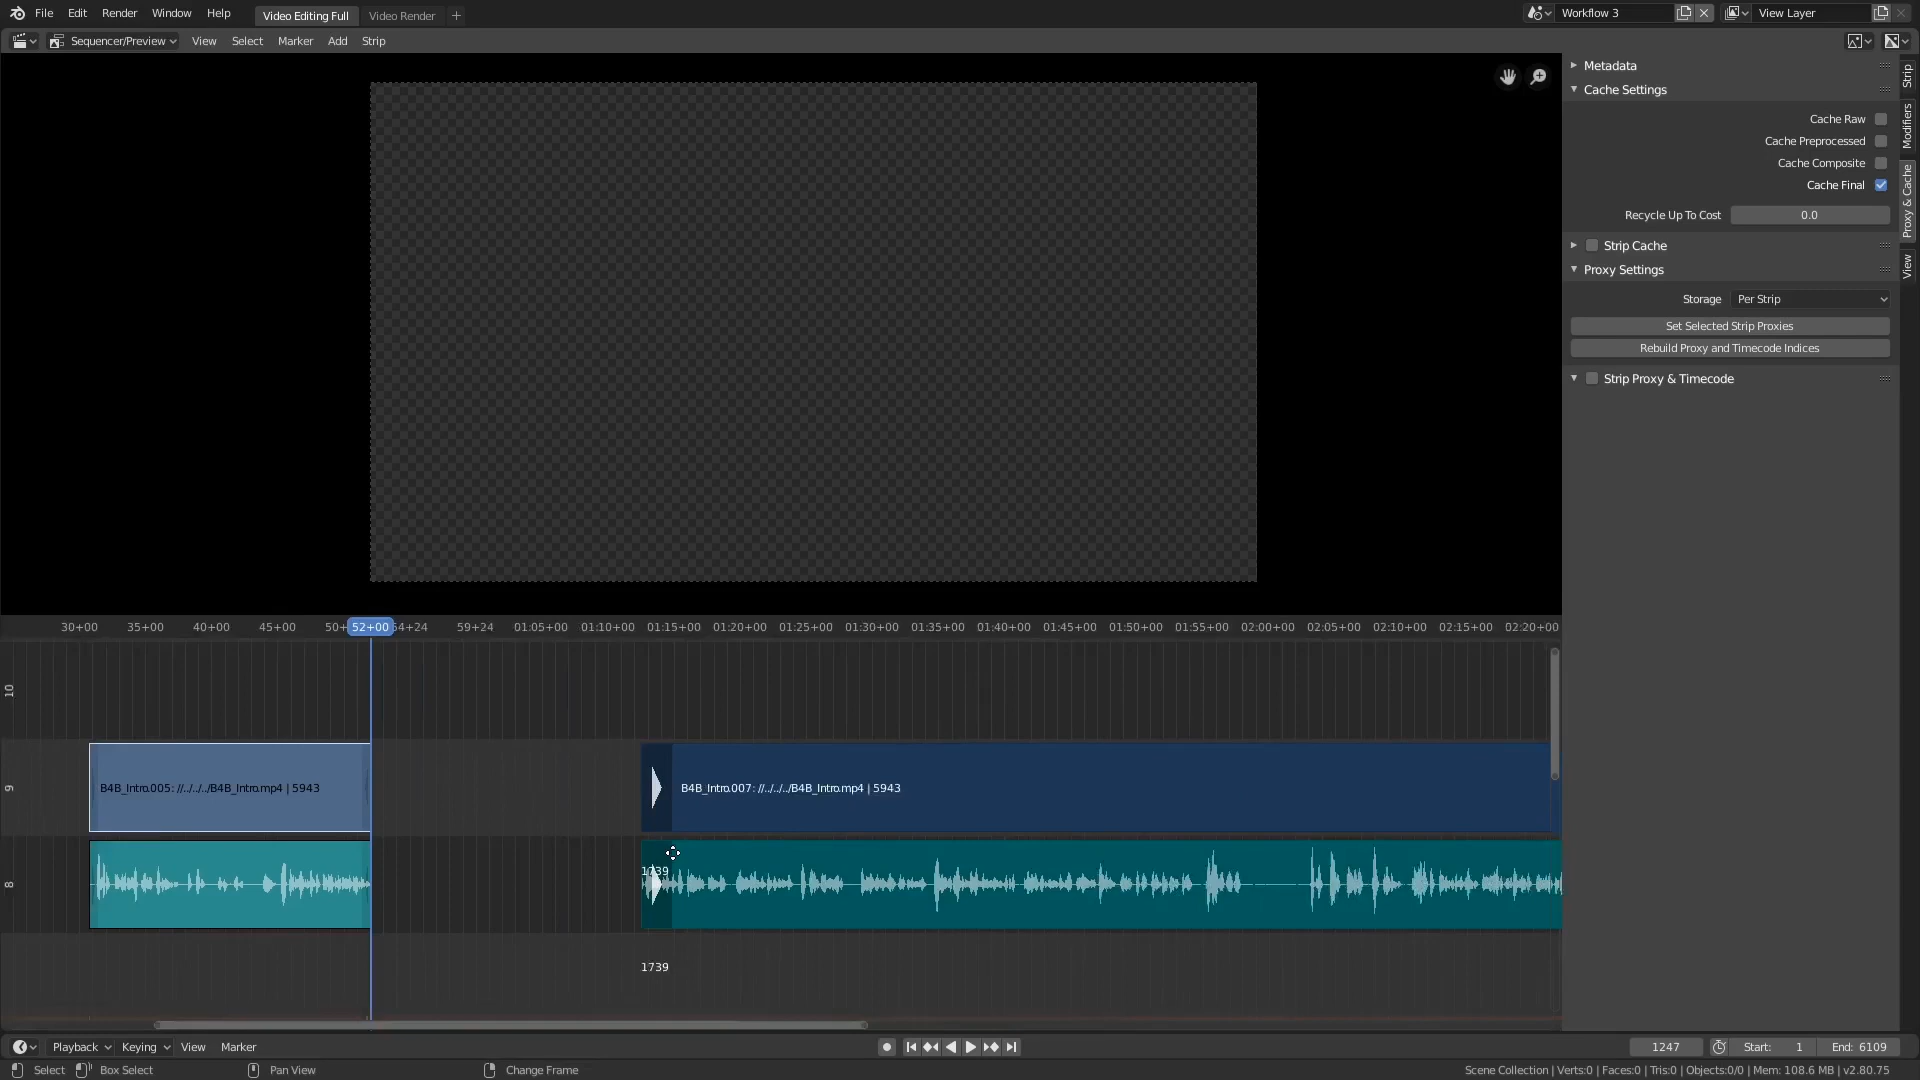 File Edit Render Window Help Video Editing Full Video Render + Workflow 3 View Layer
Sequencer/Preview View Select Marker Add Strip
Metadata
Cache Settings
Cache Raw
Cache Preprocessed
Cache Composite
Cache Final
Recycle Up To Cost 0.0
Strip Cache
Proxy Settings
Storage Per Strip
Set Selected Strip Proxies
Rebuild Proxy and Timecode Indices
Strip Proxy & Timecode
Strip
Modifiers
Proxy & Cache
View
30+00 35+00 40+00 45+00 50+ 52+00 54+24 59+24 01:05+00 01:10+00 01:15+00 01:20+00 01:25+00 01:30+00 01:35+00 01:40+00 01:45+00 01:50+00 01:55+00 02:00+00 02:05+00 02:10+00 02:15+00 02:20+00
10
9
B4B_Intro.005: //../../../B4B_Intro.mp4 | 5943 B4B_Intro.007: //../../../B4B_Intro.mp4 | 5943
1739
8
1739
Playback Keying View Marker 1247 Start: 1 End: 6109
Select Box Select Pan View Change Frame Scene Collection | Verts:0 | Faces:0 | Tris:0 | Objects:0/0 | Mem: 108.6 MB | v2.80.75